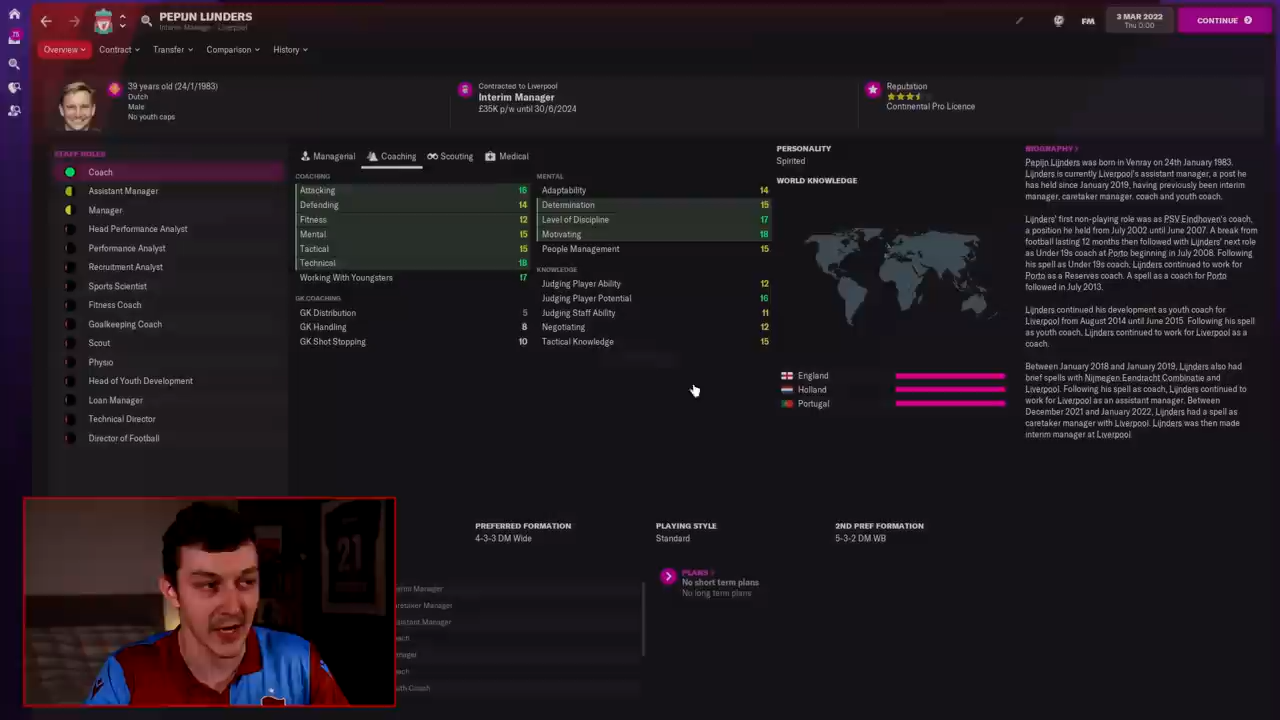 PEPIJN LIJNDERS
Interim Manager - Liverpool
75
FM
3 MAR 2022
Thu 0:00
CONTINUE
Overview
Contract
Transfer
Comparison
History
39 years old (24/1/1983)
Dutch
Male
No youth caps
Contracted to Liverpool
Interim Manager
£35K p/w until 30/6/2024
Reputation
Continental Pro Licence
STAFF ROLES
Coach
Assistant Manager
Manager
Head Performance Analyst
Performance Analyst
Recruitment Analyst
Sports Scientist
Fitness Coach
Goalkeeping Coach
Scout
Physio
Head of Youth Development
Loan Manager
Technical Director
Director of Football
Managerial
Coaching
Scouting
Medical
COACHING
Attacking 16
Defending 14
Fitness 12
Mental 15
Tactical 15
Technical 18
Working With Youngsters 17
GK COACHING
GK Distribution 5
GK Handling 8
GK Shot Stopping 10
MENTAL
Adaptability 14
Determination 15
Level of Discipline 17
Motivating 18
People Management 15
KNOWLEDGE
Judging Player Ability 12
Judging Player Potential 16
Judging Staff Ability 11
Negotiating 12
Tactical Knowledge 15
PERSONALITY
Spirited
WORLD KNOWLEDGE
England
Holland
Portugal
BIOGRAPHY >
Pepijn Lijnders was born in Venray on 24th January 1983.
Lijnders is currently Liverpool's assistant manager, a post he
has held since January 2019, having previously been interim
manager, caretaker manager, coach and youth coach.
Lijnders' first non-playing role was as PSV Eindhoven's coach,
a position he held from July 2002 until June 2007. A break from
football lasting 12 months then followed with Lijnders' next role
as Under 19s coach at Porto beginning in July 2008. Following
his spell as Under 19s coach, Lijnders continued to work for
Porto as a Reserves coach. A spell as a coach for Porto
followed in July 2013.
Lijnders continued his development as youth coach for
Liverpool from August 2014 until June 2015. Following his spell
as youth coach, Lijnders continued to work for Liverpool as a
coach.
Between January 2018 and January 2019, Lijnders also had
brief spells with Nijmegen Eendracht Combinatie and
Liverpool. Following his spell as coach, Lijnders continued to
work for Liverpool as an assistant manager. Between
December 2021 and January 2022, Lijnders had a spell as
caretaker manager with Liverpool. Lijnders was then made
interim manager at Liverpool.
PREFERRED FORMATION
4-3-3 DM Wide
PLAYING STYLE
Standard
2ND PREF FORMATION
5-3-2 DM WB
PLANS >
No short term plans
No long term plans
21